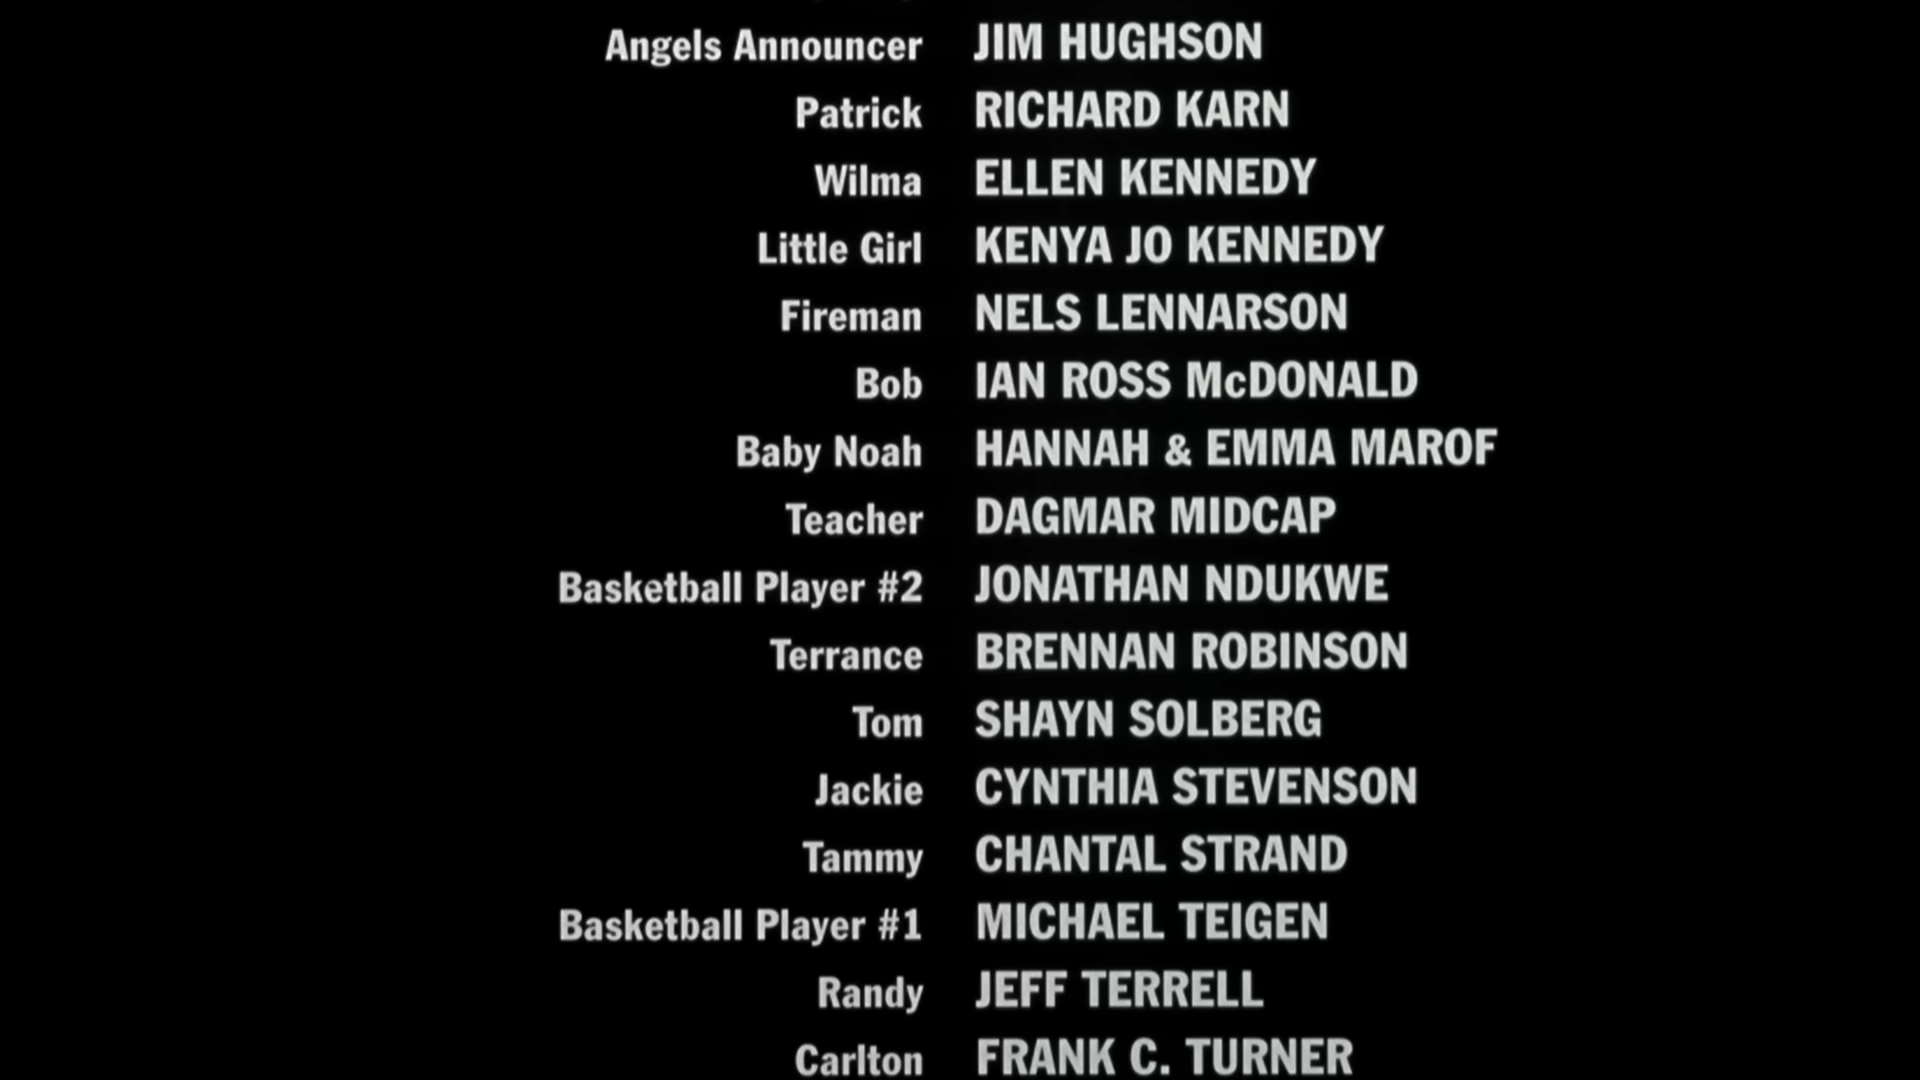 Angels Announcer JIM HUGHSON
Patrick RICHARD KARN
Wilma ELLEN KENNEDY
Little Girl KENYA JO KENNEDY
Fireman NELS LENNARSON
Bob IAN ROSS McDONALD
Baby Noah HANNAH & EMMA MAROF
Teacher DAGMAR MIDCAP
Basketball Player #2 JONATHAN NDUKWE
Terrance BRENNAN ROBINSON
Tom SHAYN SOLBERG
Jackie CYNTHIA STEVENSON
Tammy CHANTAL STRAND
Basketball Player #1 MICHAEL TEIGEN
Randy JEFF TERRELL
Carlton FRANK C. TURNER